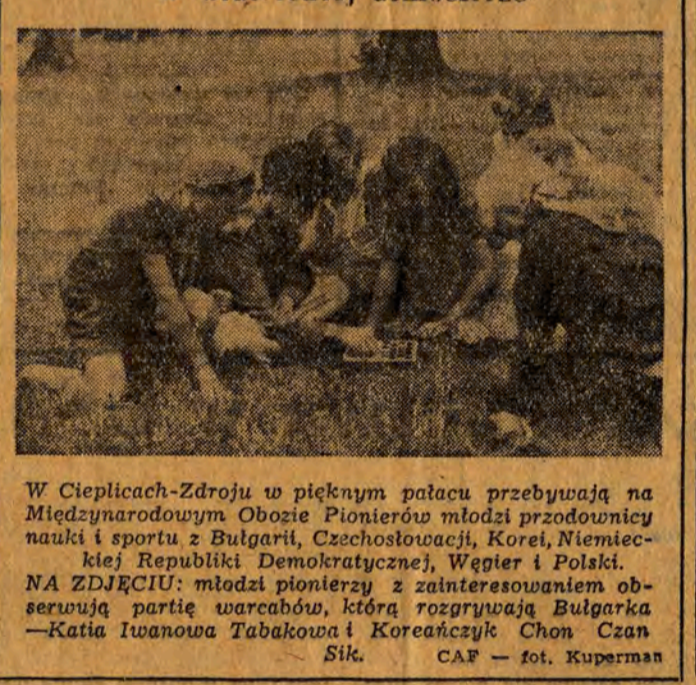 W Cieplicach-Zdroju w pięknym pałacu przebywają na
Międzynarodowym Obozie Pionierów młodzi przodownicy
nauki i sportu z Bułgarii, Czechosłowacji, Korei, Niemiec-
kiej Republiki Demokratycznej, Węgier i Polski.
NA ZDJĘCIU: młodzi pionierzy z zainteresowaniem ob-
serwują partię warcabów, którą rozgrywają Bułgarka
—Katia Iwanowa Tabakowa i Koreańczyk Chon Czan
Sik. CAF — fot. Kuperman